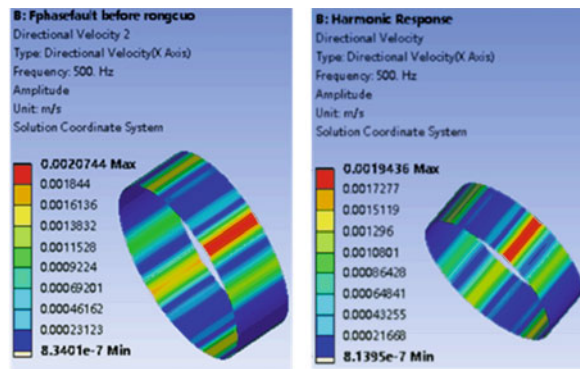 B: Fphasefault before rongcuo
Directional Velocity 2
Type: Directional Velocity(X Axis)
Frequency: 500. Hz
Amplitude
Unit: m/s
Solution Coordinate System
0.0020744 Max
0.001844
0.0016136
0.0013832
0.0011528
0.0009224
0.00069201
0.00046162
0.00023123
8.3401e-7 Min
B: Harmonic Response
Directional Velocity
Type: Directional Velocity(X Axis)
Frequency: 500. Hz
Amplitude
Unit: m/s
Solution Coordinate System
0.0019436 Max
0.0017277
0.0015119
0.001296
0.0010801
0.00086428
0.00064841
0.00043255
0.00021668
8.1395e-7 Min